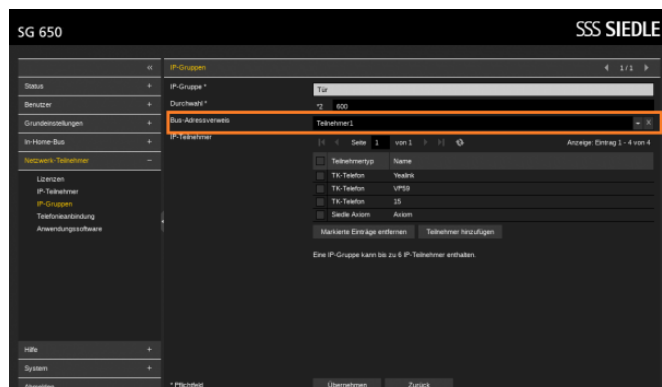 SG 650
SSS SIEDLE
«
IP-Gruppen
1/1
Status +
Benutzer +
Grundeinstellungen +
In-Home-Bus +
Netzwerk-Teilnehmer −
Lizenzen
IP-Teilnehmer
IP-Gruppen
Telefonieanbindung
Anwendungssoftware
Hilfe +
System +
IP-Gruppe * Tür
Durchwahl * *2 600
Bus-Adressverweis Teilnehmer1
IP-Teilnehmer
Seite 1 von 1
Anzeige: Eintrag 1 - 4 von 4
Teilnehmertyp Name
TK-Telefon Yealink
TK-Telefon VP59
TK-Telefon 15
Siedle Axiom Axiom
Markierte Einträge entfernen Teilnehmer hinzufügen
Eine IP-Gruppe kann bis zu 6 IP-Teilnehmer enthalten.
* Pflichtfeld Übernehmen Zurück